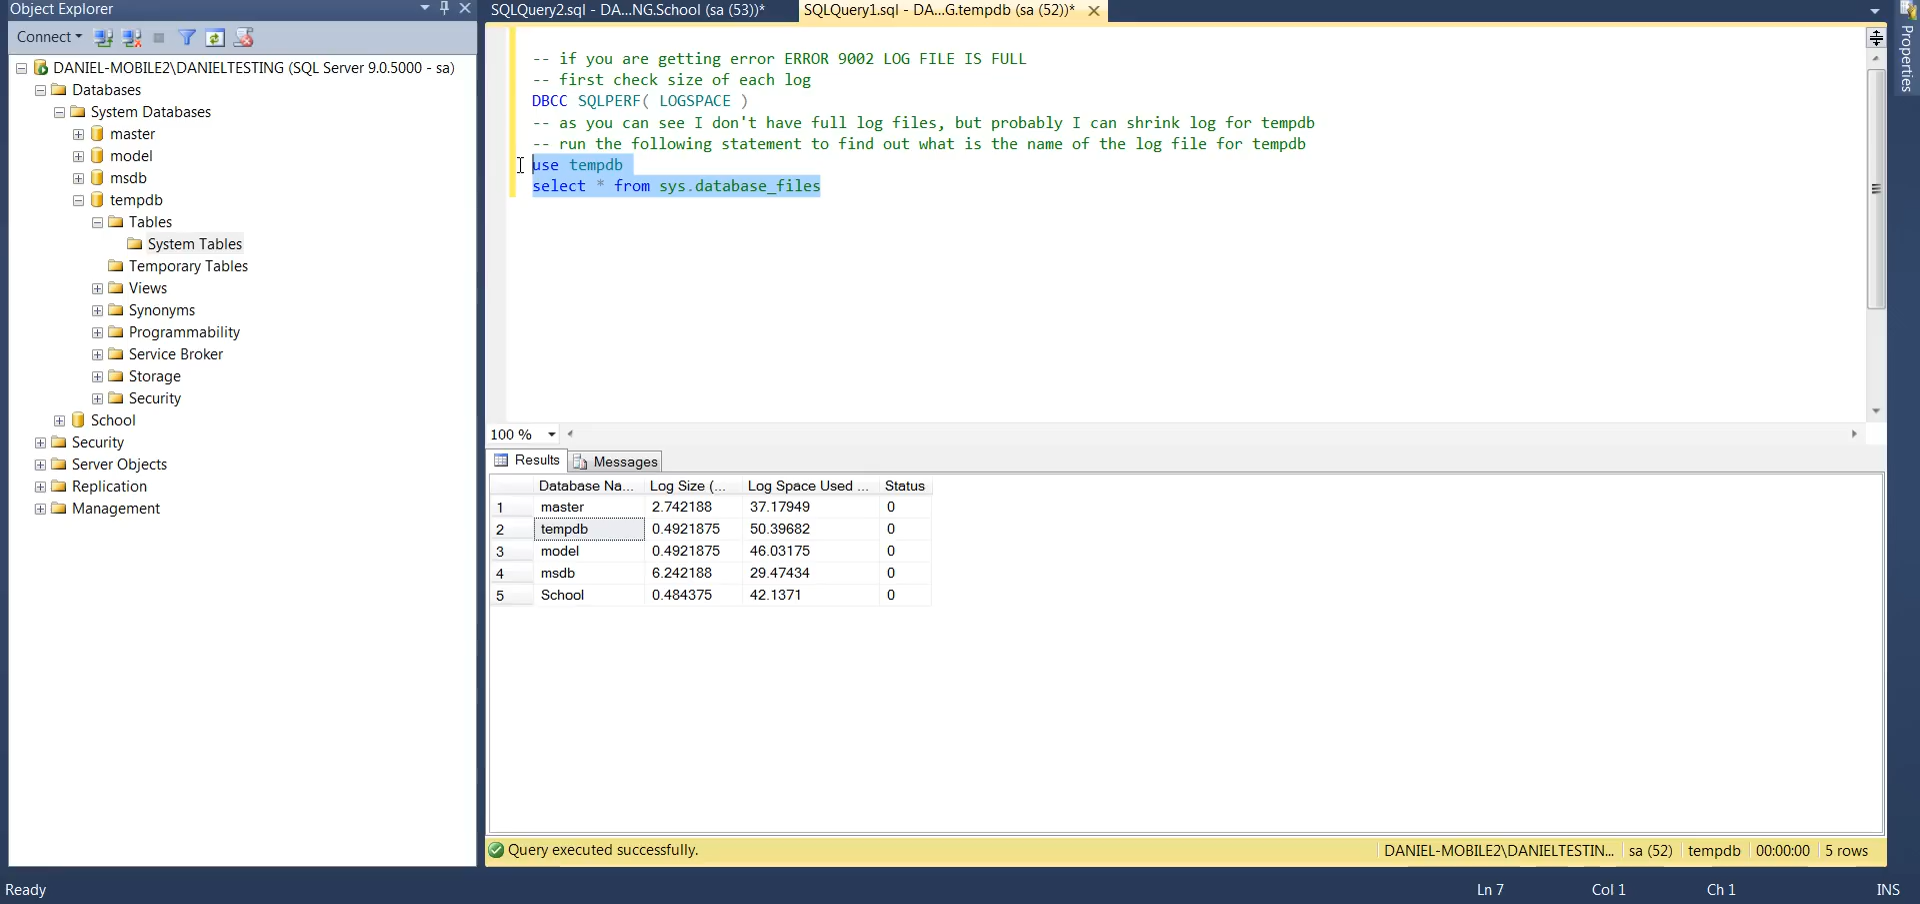 Object Explorer
Connect
DANIEL-MOBILE2\DANIELTESTING (SQL Server 9.0.5000 - sa)
Databases
System Databases
master
model
msdb
tempdb
Tables
System Tables
Temporary Tables
Views
Synonyms
Programmability
Service Broker
Storage
Security
School
Security
Server Objects
Replication
Management
SQLQuery2.sql - DA...NG.School (sa (53))*
SQLQuery1.sql - DA...G.tempdb (sa (52))*
-- if you are getting error ERROR 9002 LOG FILE IS FULL
-- first check size of each log
DBCC SQLPERF( LOGSPACE )
-- as you can see I don't have full log files, but probably I can shrink log for tempdb
-- run the following statement to find out what is the name of the log file for tempdb
use tempdb
select * from sys.database_files
100 %
Results Messages
Database Na... Log Size (... Log Space Used ... Status
1 master 2.742188 37.17949 0
2 tempdb 0.4921875 50.39682 0
3 model 0.4921875 46.03175 0
4 msdb 6.242188 29.47434 0
5 School 0.484375 42.1371 0
Query executed successfully.
DANIEL-MOBILE2\DANIELTESTIN... sa (52) tempdb 00:00:00 5 rows
Properties
Ready Ln 7 Col 1 Ch 1 INS